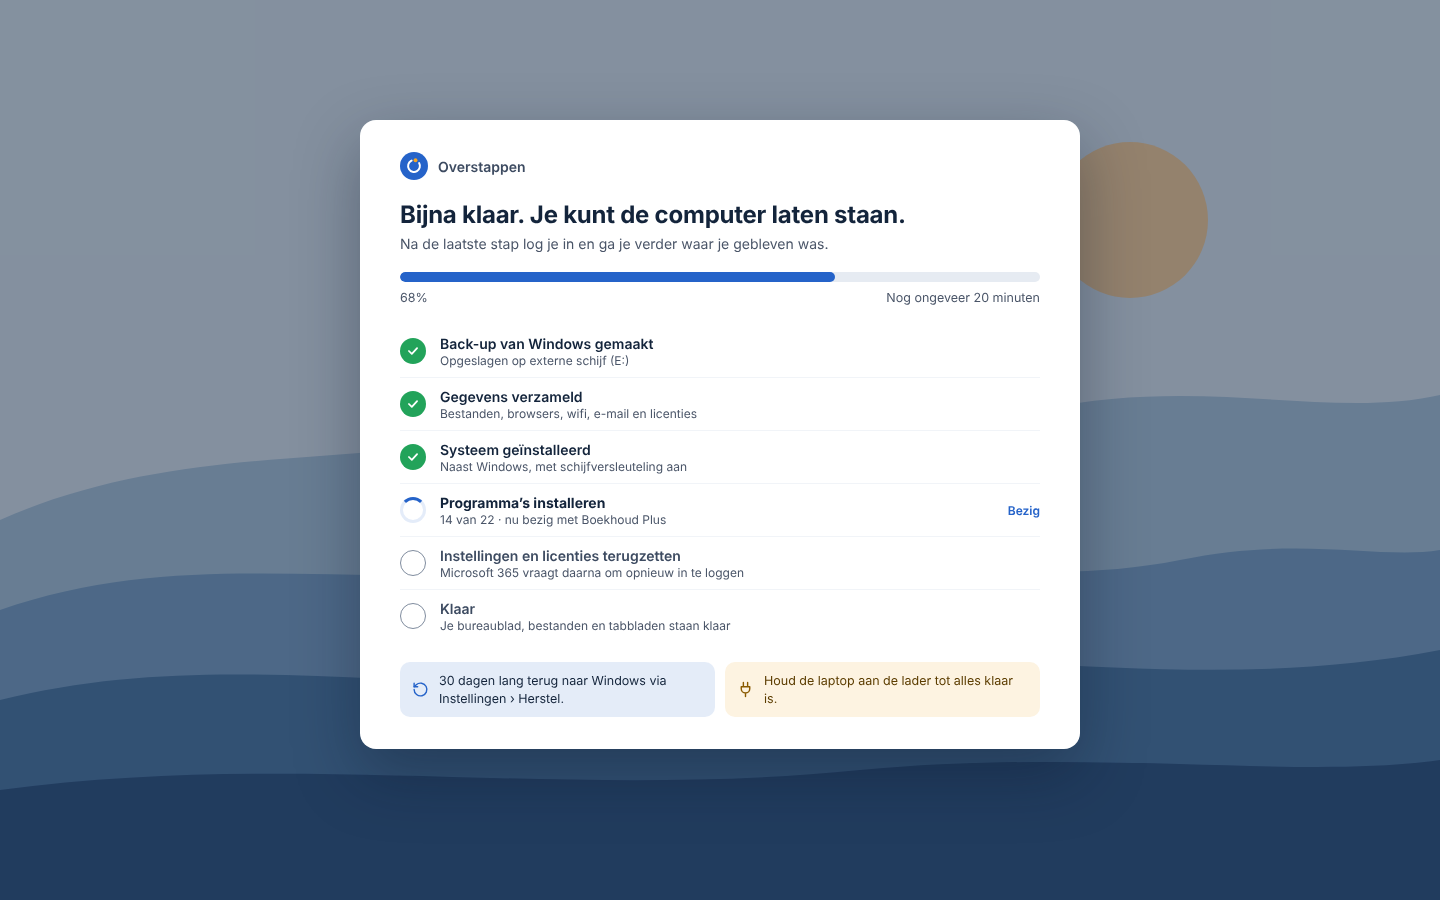 Overstappen
Bijna klaar. Je kunt de computer laten staan.
Na de laatste stap log je in en ga je verder waar je gebleven was.
68%
Nog ongeveer 20 minuten
Back-up van Windows gemaakt
Opgeslagen op externe schijf (E:)
Gegevens verzameld
Bestanden, browsers, wifi, e-mail en licenties
Systeem geïnstalleerd
Naast Windows, met schijfversleuteling aan
Programma’s installeren
14 van 22 · nu bezig met Boekhoud Plus
Bezig
Instellingen en licenties terugzetten
Microsoft 365 vraagt daarna om opnieuw in te loggen
Klaar
Je bureaublad, bestanden en tabbladen staan klaar
30 dagen lang terug naar Windows via
Instellingen › Herstel.
Houd de laptop aan de lader tot alles klaar
is.